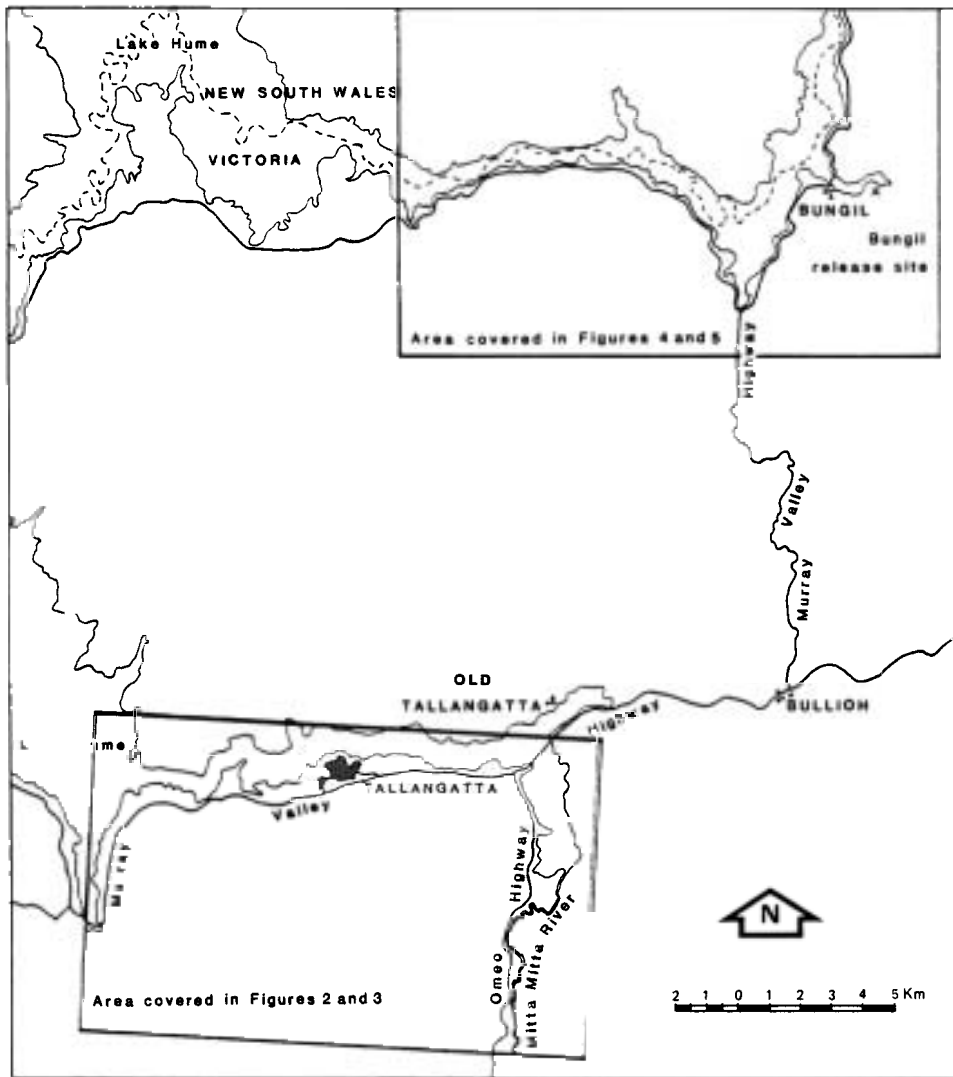 Lake Hume
NEW SOUTH WALES
VICTORIA
BUNGIL
Bungil
release site
Area covered in Figures 4 and 5
Highway
Valley
Murray
OLD
TALLANGATTA
Highway
BULLIOH
L
ume
TALLANGATTA
Valley
Highway
Omeo
Mitta Mitta River
N
Area covered in Figures 2 and 3
2 1 0 1 2 3 4 5 Km